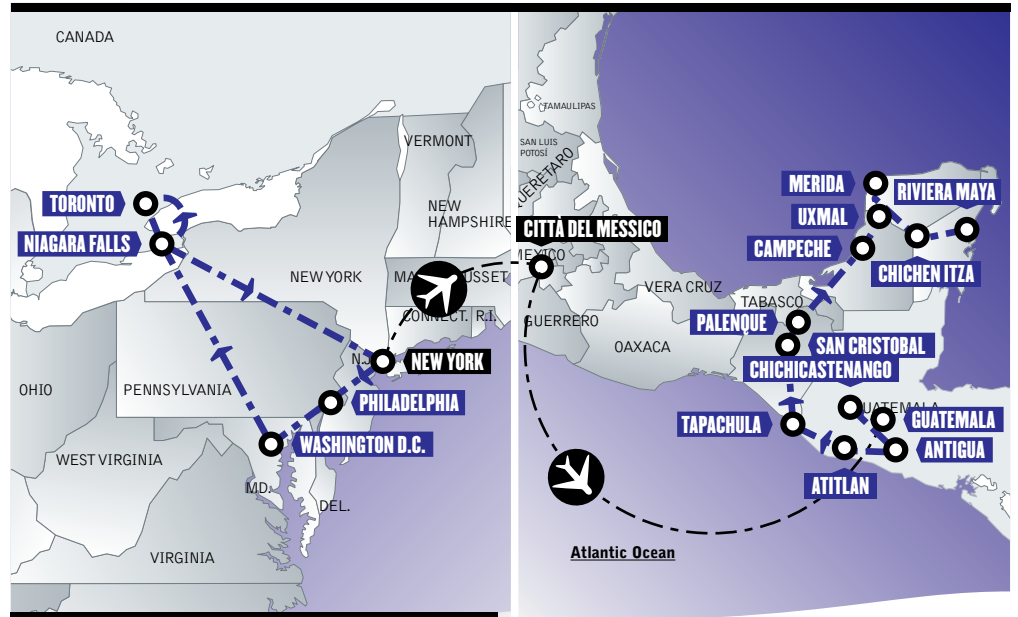 CANADA
VERMONT
NEW
HAMPSHIRE
TORONTO
NIAGARA FALLS
NEW YORK
CONNECT. R.I.
N.J.
NEW YORK
OHIO
PENNSYLVANIA
PHILADELPHIA
WASHINGTON D.C.
WEST VIRGINIA
MD.
DEL.
VIRGINIA
TAMAULIPAS
SAN LUIS
POTOSÍ
QUERETARO
CITTÀ DEL MESSICO
MEXICO
GUERRERO
VERA CRUZ
OAXACA
TABASCO
MERIDA
RIVIERA MAYA
UXMAL
CAMPECHE
CHICHEN ITZA
PALENQUE
SAN CRISTOBAL
CHICHICASTENANGO
GUATEMALA
GUATEMALA
TAPACHULA
ANTIGUA
ATITLAN
Atlantic Ocean